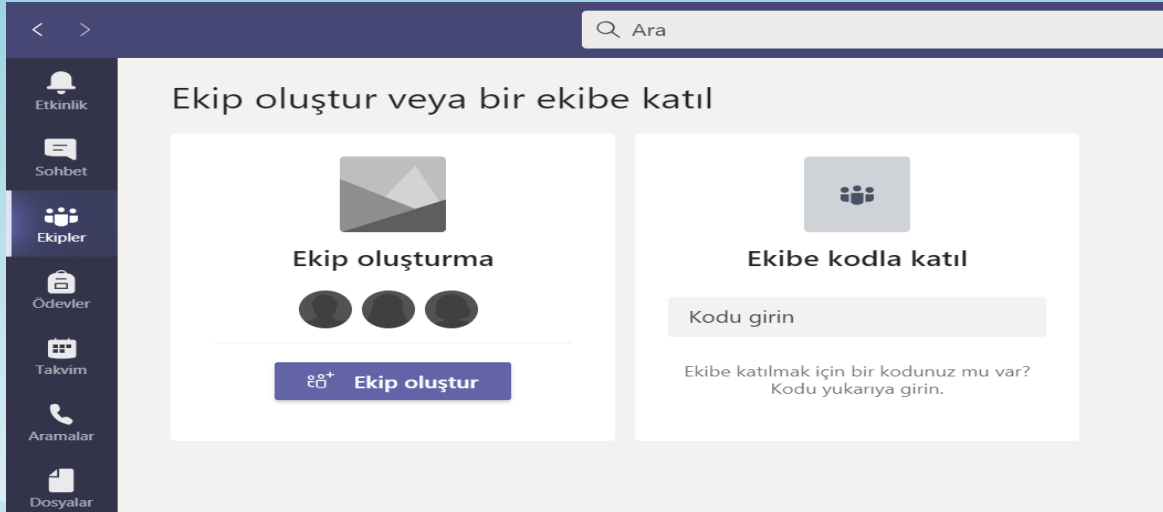 Ara
Etkinlik
Sohbet
Ekipler
Ödevler
Takvim
Aramalar
Dosyalar
Ekip oluştur veya bir ekibe katıl
Ekip oluşturma
Ekip oluştur
Ekibe kodla katıl
Kodu girin
Ekibe katılmak için bir kodunuz mu var?
Kodu yukarıya girin.